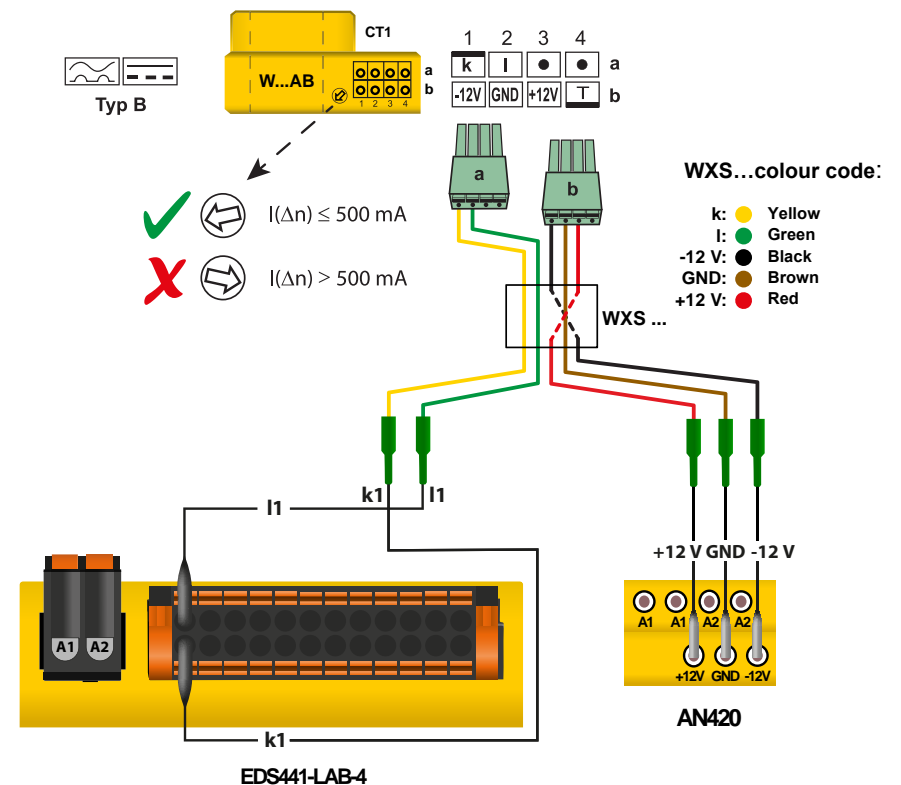 CT1
W...AB
a
b
1 2 3 4
Typ B
1 2 3 4
k l a
-12V GND +12V b
a
b
I(Δn) ≤ 500 mA
I(Δn) > 500 mA
WXS...colour code:
k: Yellow
l: Green
-12 V: Black
GND: Brown
+12 V: Red
WXS ...
k1
l1
l1
k1
A1 A2
EDS441-LAB-4
+12 V GND -12 V
A1 A1 A2 A2
+12V GND -12V
AN420